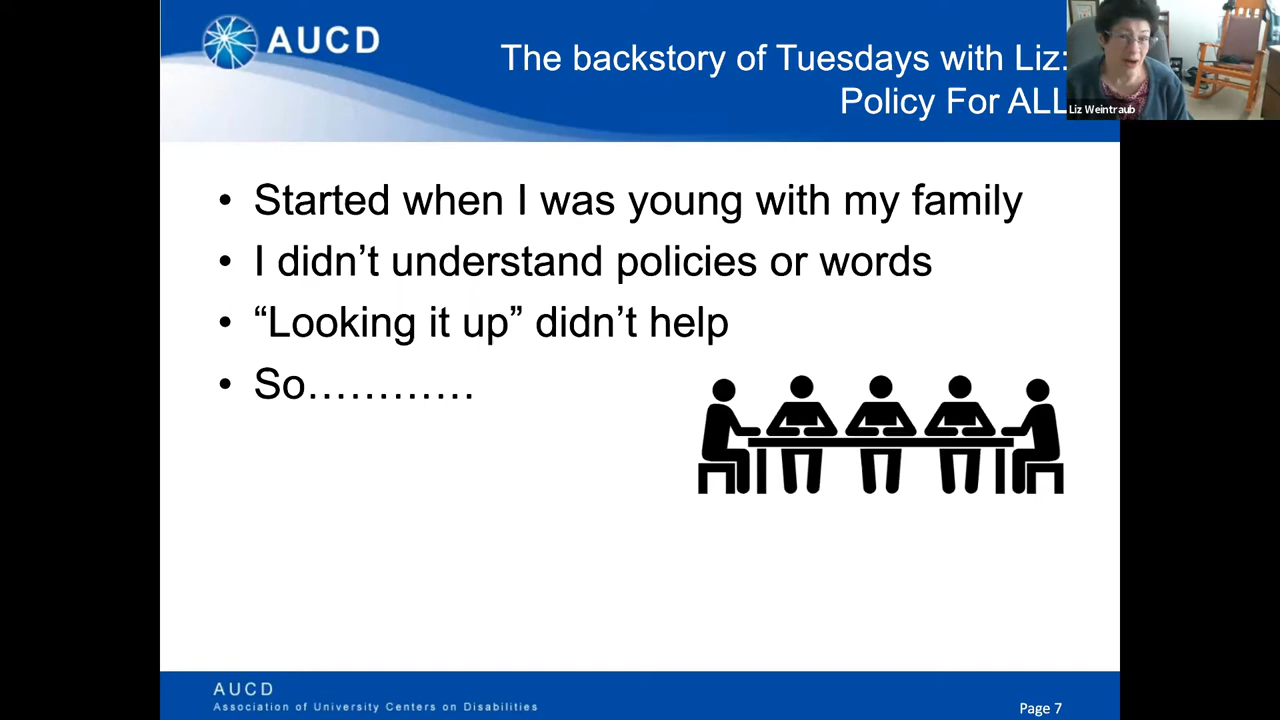 AUCD
The backstory of Tuesdays with Liz:
Policy For ALL
Liz Weintraub
• Started when I was young with my family
• I didn’t understand policies or words
• “Looking it up” didn’t help
• So…………
AUCD
Association of University Centers on Disabilities
Page 7